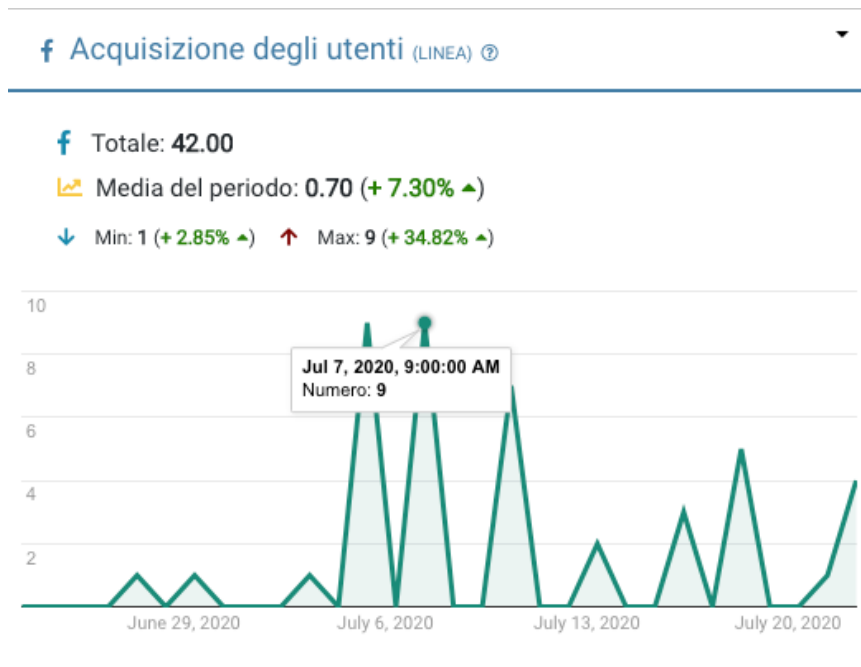 Acquisizione degli utenti (LINEA)
Totale: 42.00
Media del periodo: 0.70 (+ 7.30%)
Min: 1 (+ 2.85%) Max: 9 (+ 34.82%)
10
8
Jul 7, 2020, 9:00:00 AM
Numero: 9
6
4
2
June 29, 2020 July 6, 2020 July 13, 2020 July 20, 2020